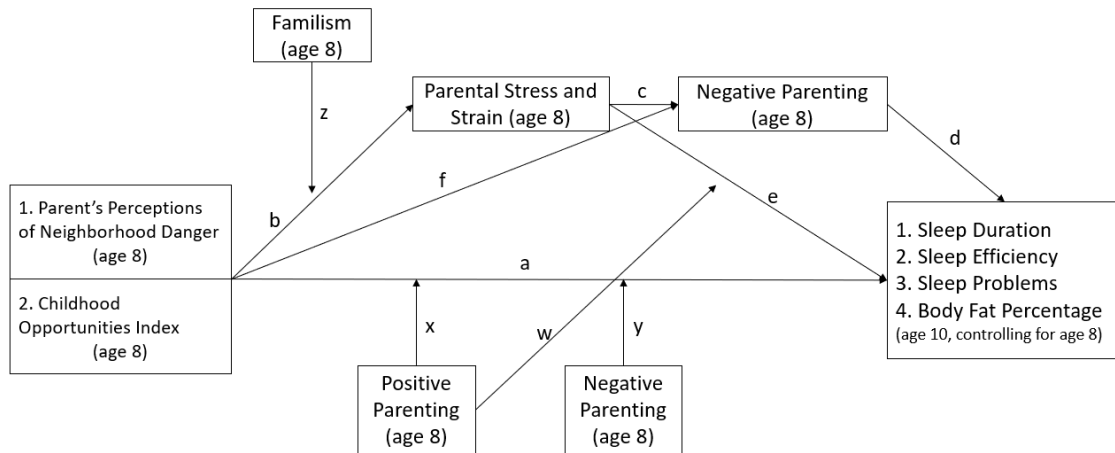 Familism
(age 8)
z
Parental Stress and
Strain (age 8)
c
Negative Parenting
(age 8)
d
f
b
e
1. Parent's Perceptions
of Neighborhood Danger
(age 8)
2. Childhood
Opportunities Index
(age 8)
a
1. Sleep Duration
2. Sleep Efficiency
3. Sleep Problems
4. Body Fat Percentage
(age 10, controlling for age 8)
x
w
y
Positive
Parenting
(age 8)
Negative
Parenting
(age 8)